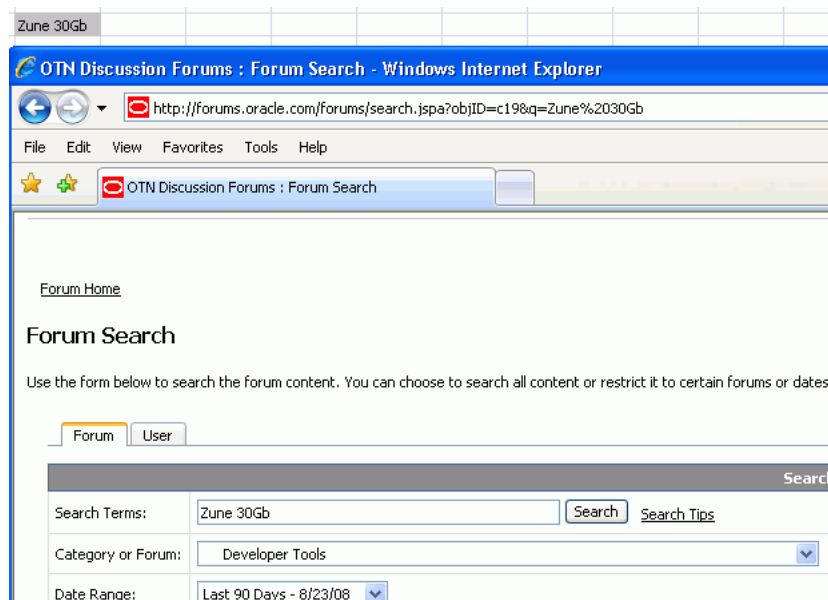 Zune 30Gb
OTN Discussion Forums : Forum Search - Windows Internet Explorer
http://forums.oracle.com/forums/search.jspa?objID=c19&q=Zune%2030Gb
File Edit View Favorites Tools Help
OTN Discussion Forums : Forum Search
Forum Home
Forum Search
Use the form below to search the forum content. You can choose to search all content or restrict it to certain forums or dates
Forum User
Search
Search Terms: Zune 30Gb Search Search Tips
Category or Forum: Developer Tools
Date Range: Last 90 Days - 8/23/08